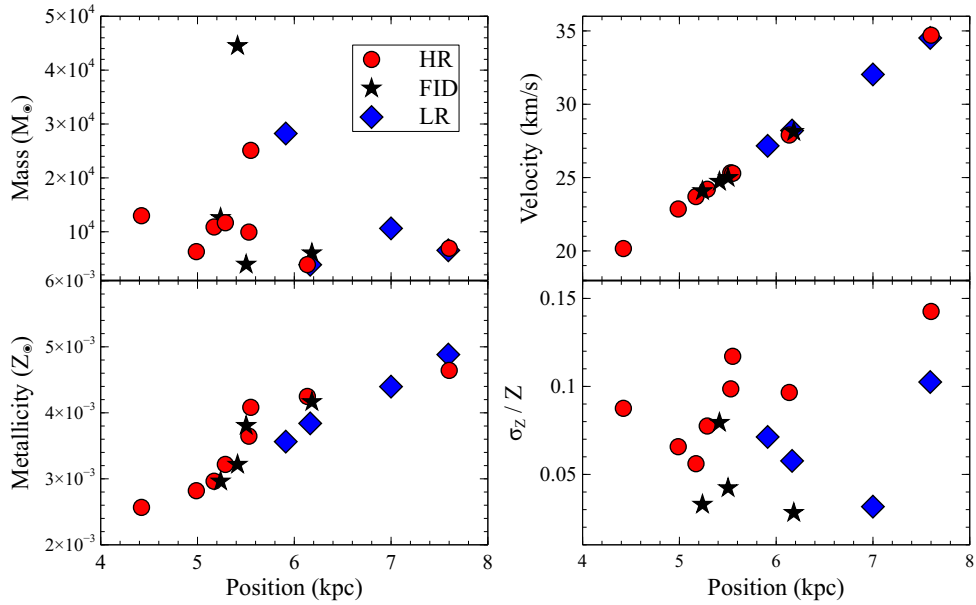 5×10⁴
4×10⁴
3×10⁴
2×10⁴
10⁴
Mass (M☉)
HR
FID
LR
35
30
25
20
Velocity (km/s)
6×10⁻³
5×10⁻³
4×10⁻³
3×10⁻³
2×10⁻³
Metallicity (Z☉)
4 5 6 7 8
Position (kpc)
0.15
0.1
0.05
σ_Z / Z
4 5 6 7 8
Position (kpc)